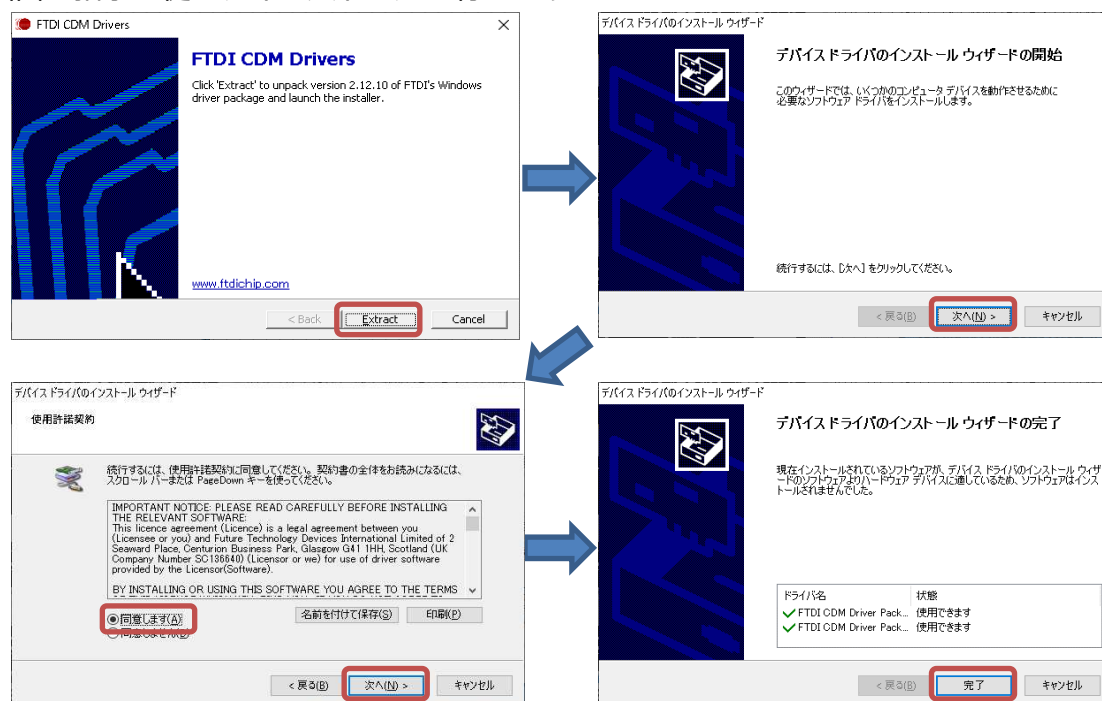 FTDI CDM Drivers
FTDI CDM Drivers
Click 'Extract' to unpack version 2.12.10 of FTDI's Windows
driver package and launch the installer.
www.ftdichip.com
< Back
Extract
Cancel
デバイス ドライバのインストール ウィザード
デバイス ドライバのインストール ウィザードの開始
このウィザードでは、いくつかのコンピュータ デバイスを動作させるために
必要なソフトウェア ドライバをインストールします。
続行するには、[次へ] をクリックしてください。
< 戻る(B)
次へ(N) >
キャンセル
デバイス ドライバのインストール ウィザード
使用許諾契約
続行するには、使用許諾契約に同意してください。契約書の全体をお読みになるには、
スクロール バーまたは PageDown キーを使ってください。
IMPORTANT NOTICE: PLEASE READ CAREFULLY BEFORE INSTALLING
THE RELEVANT SOFTWARE:
This licence agreement (Licence) is a legal agreement between you
(Licensee or you) and Future Technology Devices International Limited of 2
Seaward Place, Centurion Business Park, Glasgow G41 1HH, Scotland (UK
Company Number SC136640) (Licensor or we) for use of driver software
provided by the Licensor(Software).
BY INSTALLING OR USING THIS SOFTWARE YOU AGREE TO THE TERMS
同意します(A)
同意しません(D)
名前を付けて保存(S)
印刷(P)
< 戻る(B)
次へ(N) >
キャンセル
デバイス ドライバのインストール ウィザード
デバイス ドライバのインストール ウィザードの完了
現在インストールされているソフトウェアが、デバイス ドライバのインストール ウィザ
ードのソフトウェアよりハードウェア デバイスに適しているため、ソフトウェアはインス
トールされませんでした。
ドライバ名 状態
FTDI CDM Driver Pack... 使用できます
FTDI CDM Driver Pack... 使用できます
< 戻る(B)
完了
キャンセル